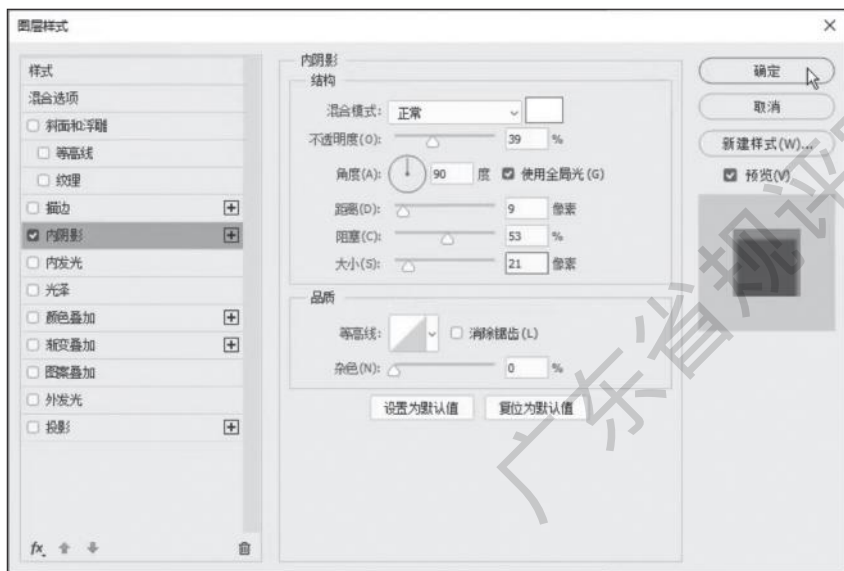 图层样式
样式
混合选项
斜面和浮雕
等高线
纹理
描边
内阴影
内发光
光泽
颜色叠加
渐变叠加
图案叠加
外发光
投影
fx
内阴影
结构
混合模式: 正常
不透明度(O): 39 %
角度(A): 90 度 使用全局光(G)
距离(D): 9 像素
阻塞(C): 53 %
大小(S): 21 像素
品质
等高线: 消除锯齿(L)
杂色(N): 0 %
设置为默认值 复位为默认值
确定
取消
新建样式(W)...
预览(V)
广东省规评